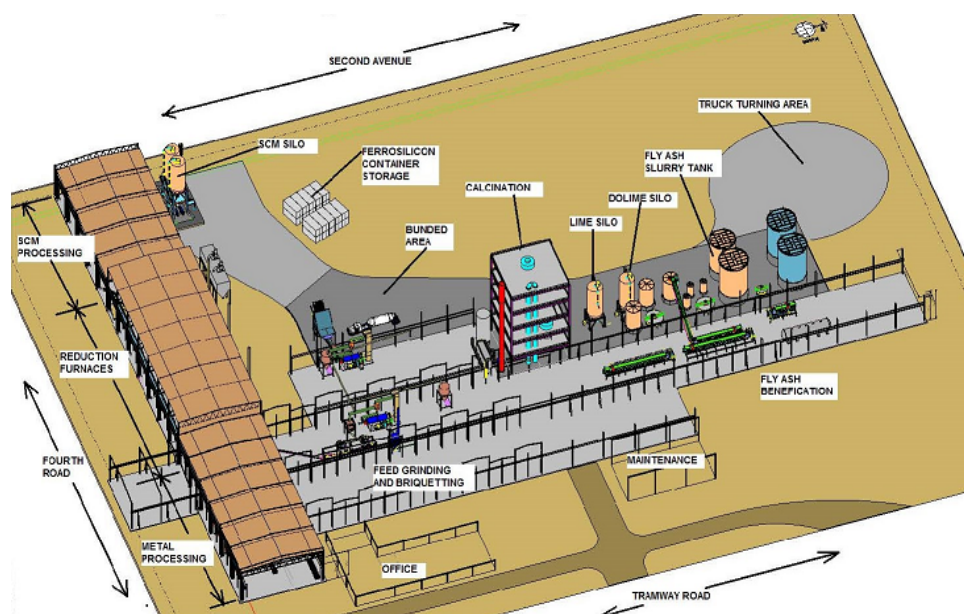 SECOND AVENUE
TRUCK TURNING AREA
SCM SILO
FERROSILICON
CONTAINER
STORAGE
FLY ASH
SLURRY TANK
CALCINATION
DOLIME SILO
LIME SILO
BUNDED
AREA
SCM
PROCESSING
REDUCTION
FURNACES
FLY ASH
BENEFICATION
FOURTH
ROAD
FEED GRINDING
AND BRIQUETTING
MAINTENANCE
METAL
PROCESSING
OFFICE
TRAMWAY ROAD